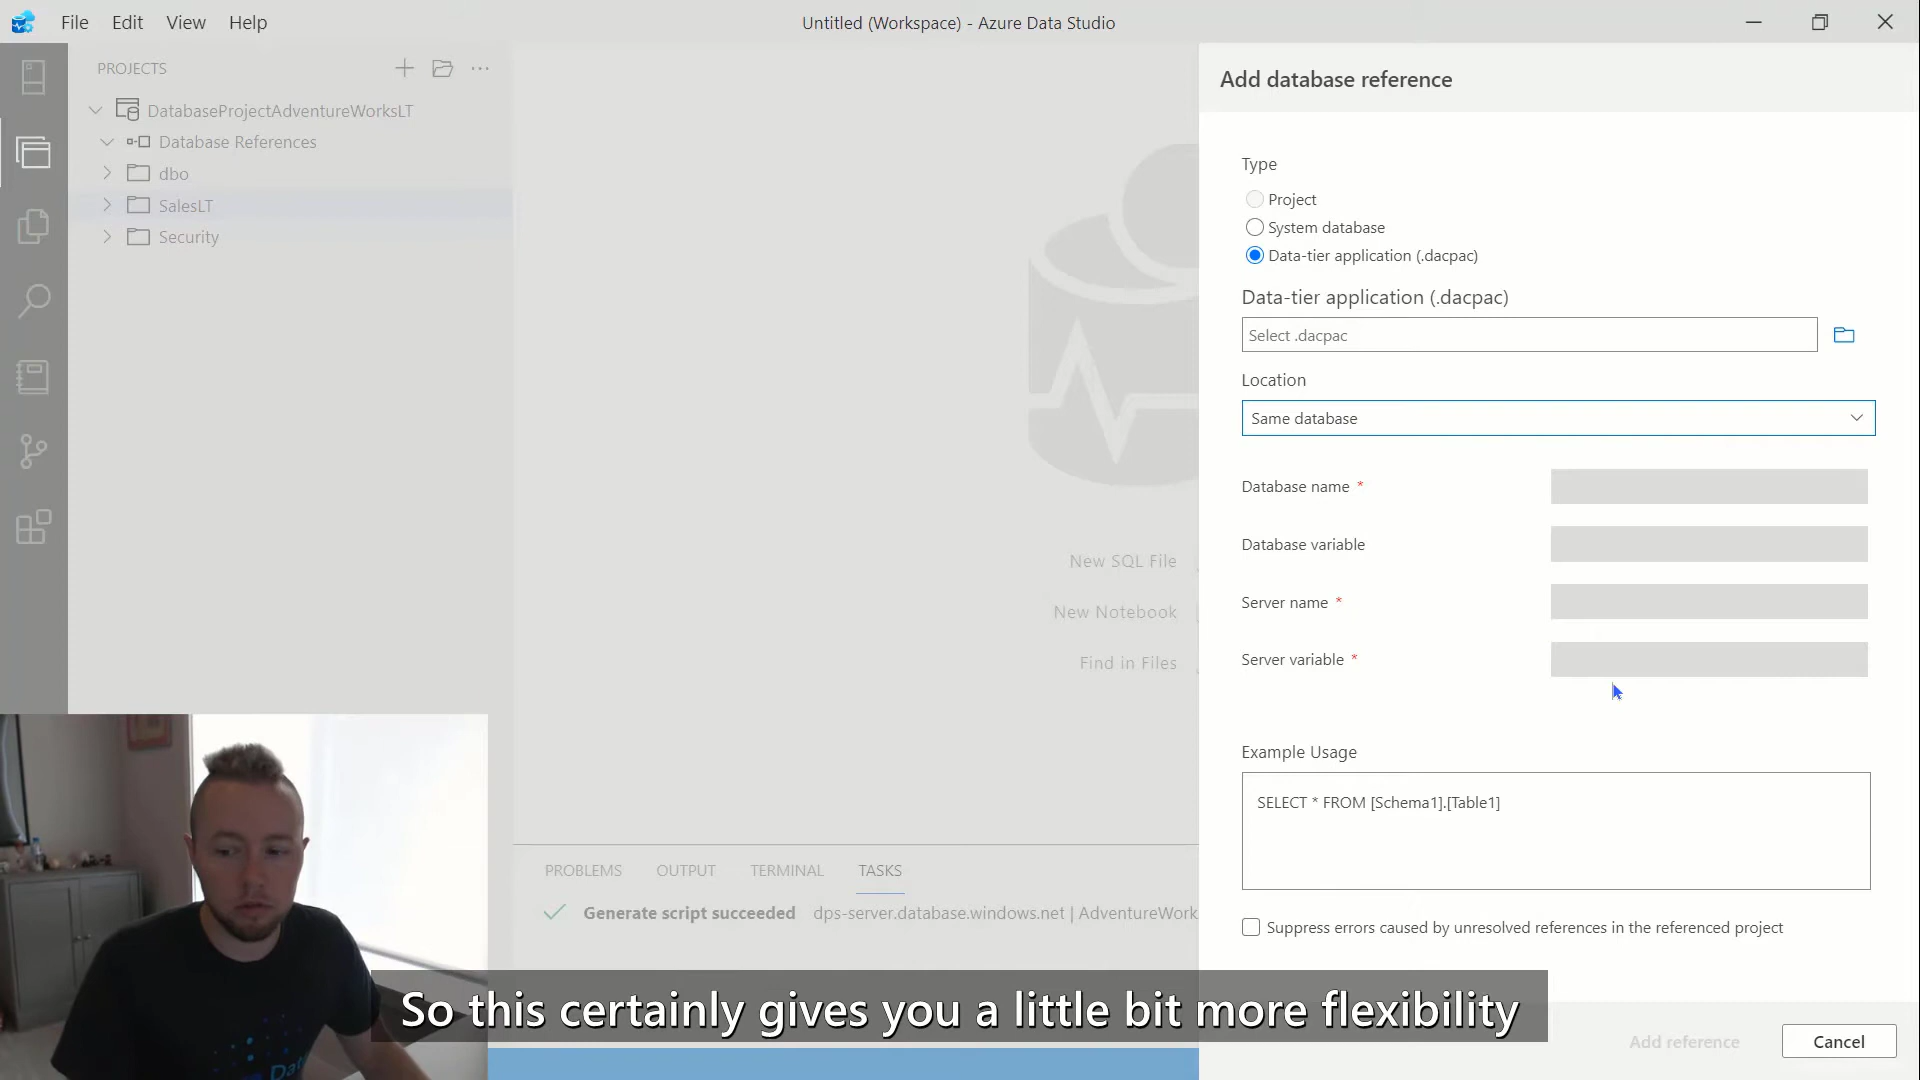 File Edit View Help
Untitled (Workspace) - Azure Data Studio
PROJECTS
DatabaseProjectAdventureWorksLT
Database References
dbo
SalesLT
Security
New SQL File
New Notebook
Find in Files
PROBLEMS OUTPUT TERMINAL TASKS
Generate script succeeded dps-server.database.windows.net | AdventureWork
Add database reference
Type
Project
System database
Data-tier application (.dacpac)
Data-tier application (.dacpac)
Select .dacpac
Location
Same database
Database name *
Database variable
Server name *
Server variable *
Example Usage
SELECT * FROM [Schema1].[Table1]
Suppress errors caused by unresolved references in the referenced project
Add reference Cancel
So this certainly gives you a little bit more flexibility
Dat